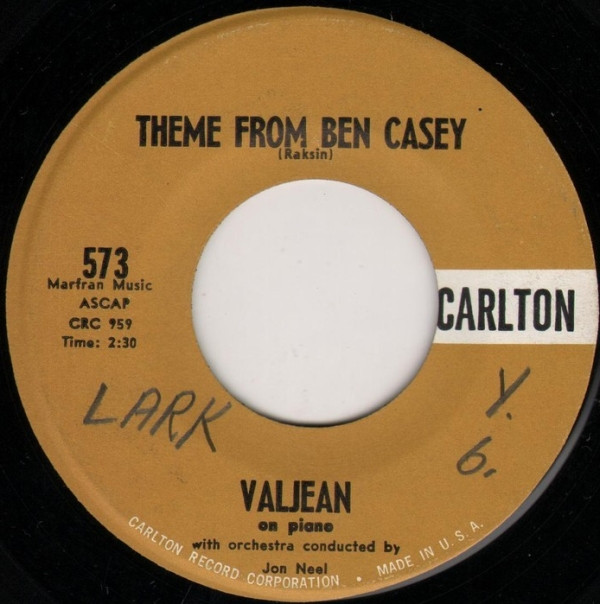 THEME FROM BEN CASEY
(Raksin)
573
Marfran Music
ASCAP
CRC 959
Time: 2:30
CARLTON
LARK
Y.
6.
VALJEAN
on piano
with orchestra conducted by
Jon Neel
CARLTON RECORD CORPORATION • MADE IN U.S.A.